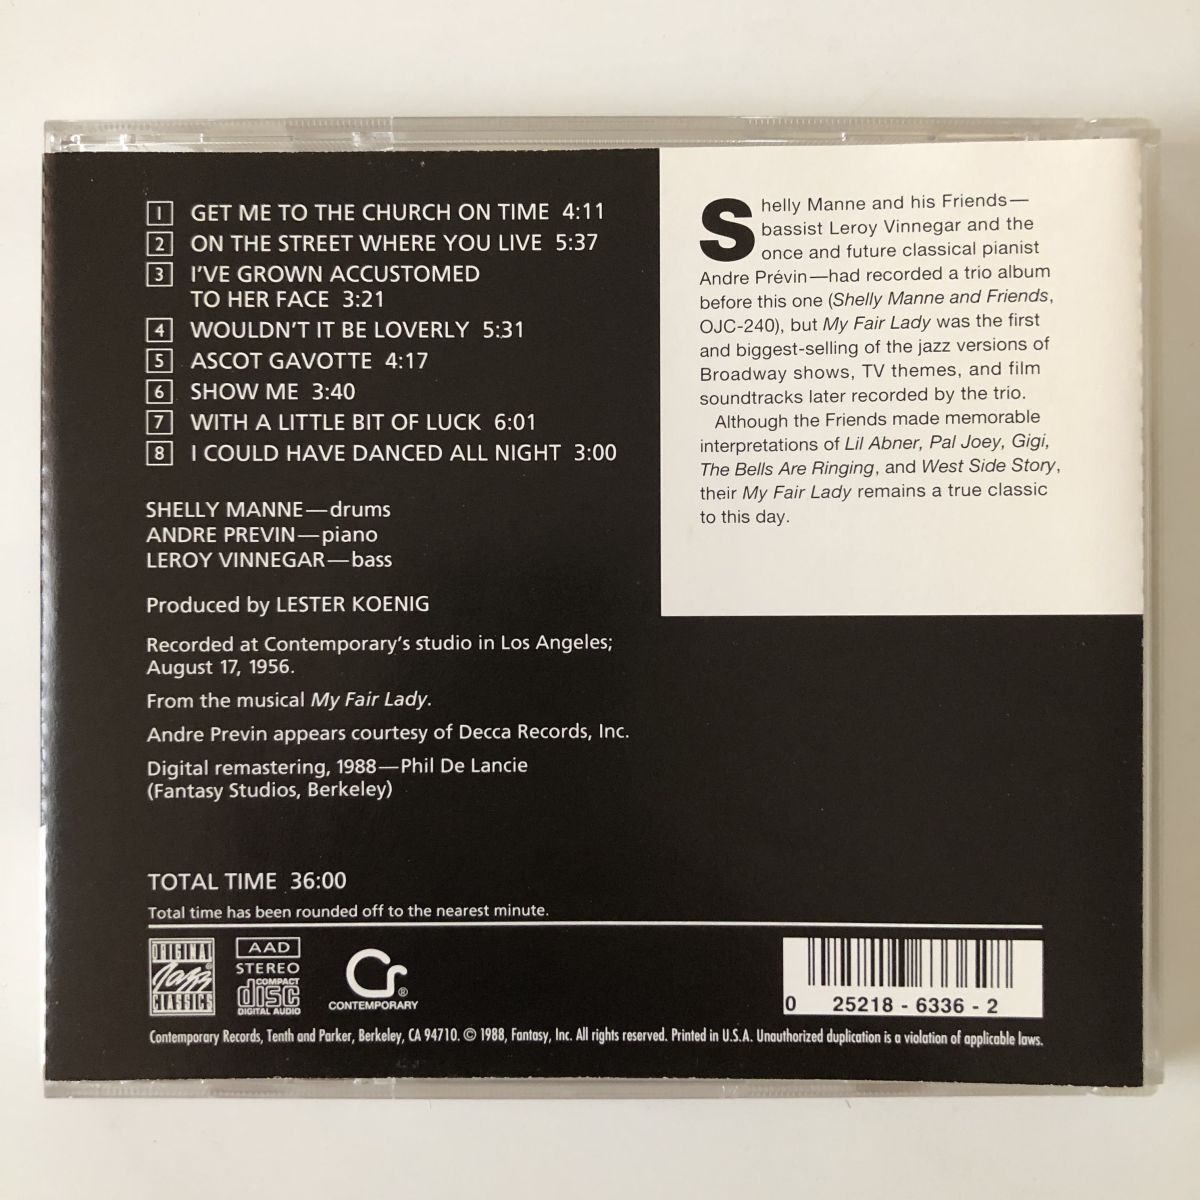 1 GET ME TO THE CHURCH ON TIME 4:11
2 ON THE STREET WHERE YOU LIVE 5:37
3 I'VE GROWN ACCUSTOMED
TO HER FACE 3:21
4 WOULDN'T IT BE LOVERLY 5:31
5 ASCOT GAVOTTE 4:17
6 SHOW ME 3:40
7 WITH A LITTLE BIT OF LUCK 6:01
8 I COULD HAVE DANCED ALL NIGHT 3:00
SHELLY MANNE—drums
ANDRE PREVIN—piano
LEROY VINNEGAR—bass
Produced by LESTER KOENIG
Recorded at Contemporary's studio in Los Angeles;
August 17, 1956.
From the musical My Fair Lady.
Andre Previn appears courtesy of Decca Records, Inc.
Digital remastering, 1988—Phil De Lancie
(Fantasy Studios, Berkeley)
TOTAL TIME 36:00
Total time has been rounded off to the nearest minute.
Shelly Manne and his Friends—
bassist Leroy Vinnegar and the
once and future classical pianist
Andre Prévin—had recorded a trio album
before this one (Shelly Manne and Friends,
OJC-240), but My Fair Lady was the first
and biggest-selling of the jazz versions of
Broadway shows, TV themes, and film
soundtracks later recorded by the trio.
Although the Friends made memorable
interpretations of Lil Abner, Pal Joey, Gigi,
The Bells Are Ringing, and West Side Story,
their My Fair Lady remains a true classic
to this day.
ORIGINAL
Jazz®
CLASSICS
AAD
STEREO
COMPACT
disc
DIGITAL AUDIO
Cr®
CONTEMPORARY
0 25218-6336-2
Contemporary Records, Tenth and Parker, Berkeley, CA 94710. © 1988, Fantasy, Inc. All rights reserved. Printed in U.S.A. Unauthorized duplication is a violation of applicable laws.